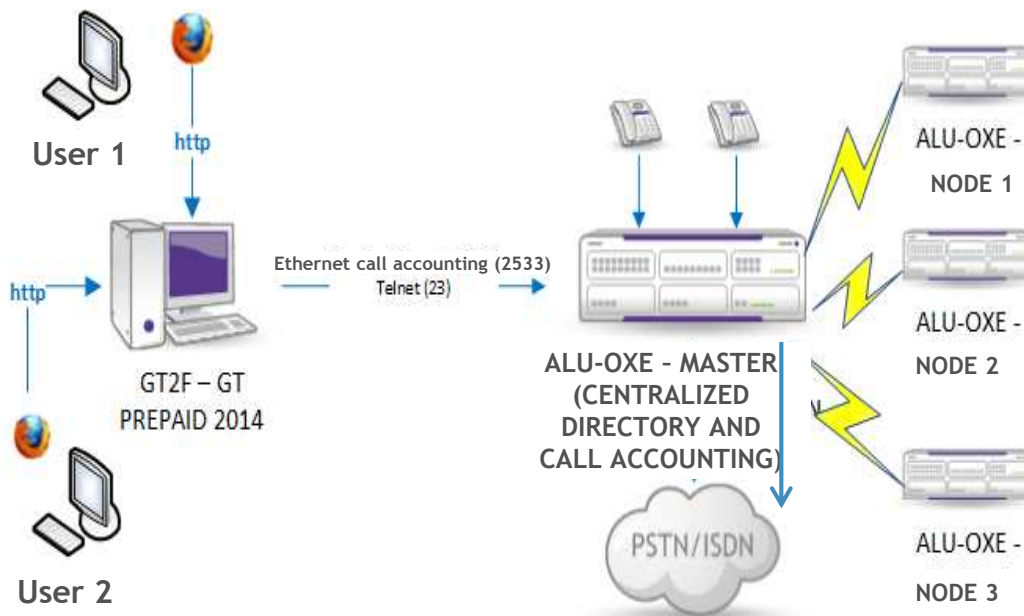 User 1
http
http
GT2F – GT
PREPAID 2014
User 2
Ethernet call accounting (2533)
Telnet (23)
ALU-OXE – MASTER
(CENTRALIZED
DIRECTORY AND
CALL ACCOUNTING)
PSTN/ISDN
ALU-OXE -
NODE 1
ALU-OXE -
NODE 2
ALU-OXE -
NODE 3